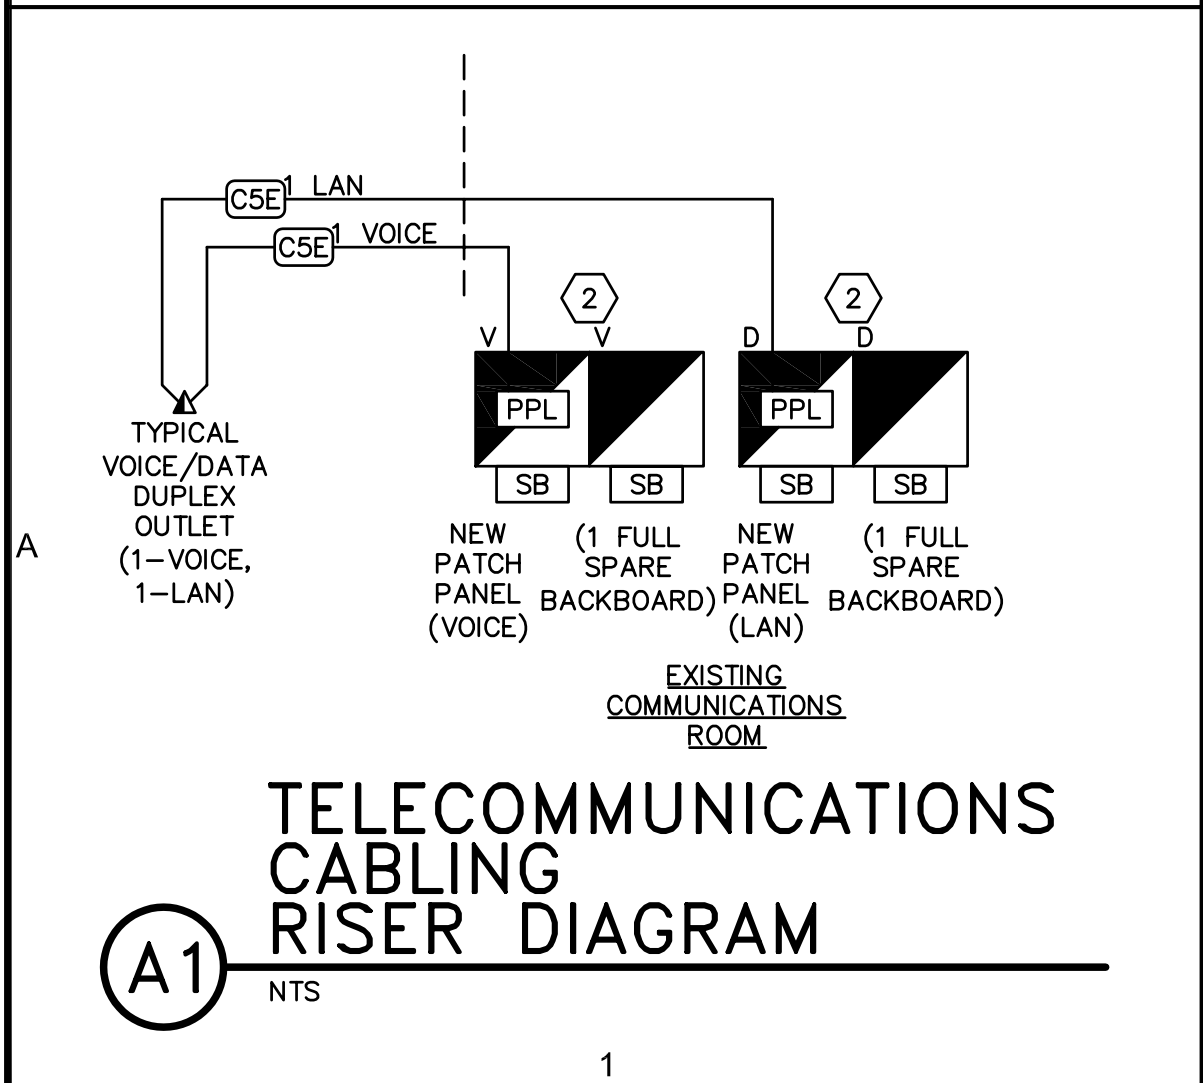 C5E 1 LAN
C5E 1 VOICE
2
2
V
V
D
D
PPL
PPL
SB
SB
SB
SB
TYPICAL
VOICE/DATA
DUPLEX
OUTLET
(1-VOICE,
1-LAN)
A
NEW
PATCH
PANEL
(VOICE)
(1 FULL
SPARE
BACKBOARD)
NEW
PATCH
PANEL
(LAN)
(1 FULL
SPARE
BACKBOARD)
EXISTING
COMMUNICATIONS
ROOM
TELECOMMUNICATIONS
CABLING
RISER DIAGRAM
A1
NTS
1